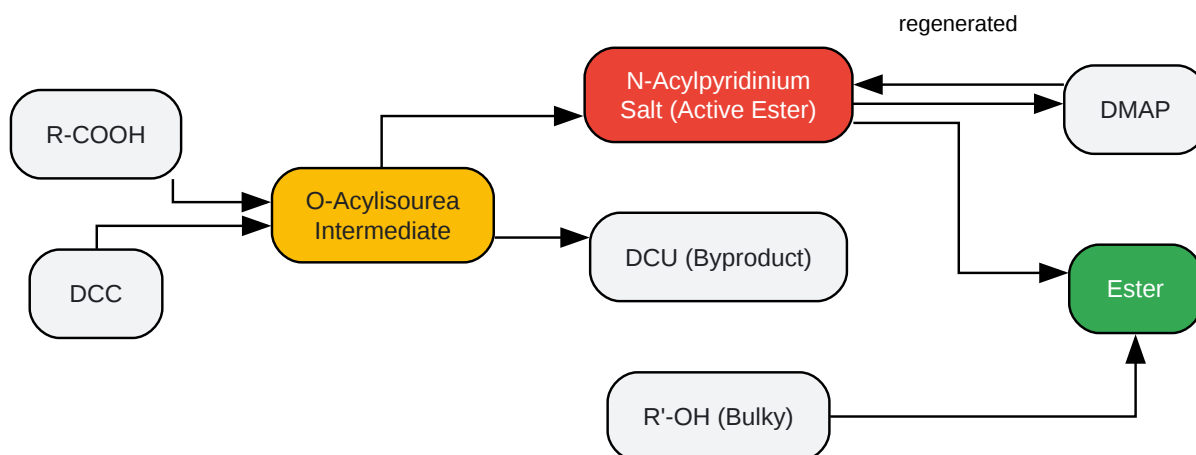 regenerated
N-Acylpyridinium
Salt (Active Ester)
DMAP
R-COOH
O-Acylisourea
Intermediate
DCU (Byproduct)
DCC
Ester
R'-OH (Bulky)